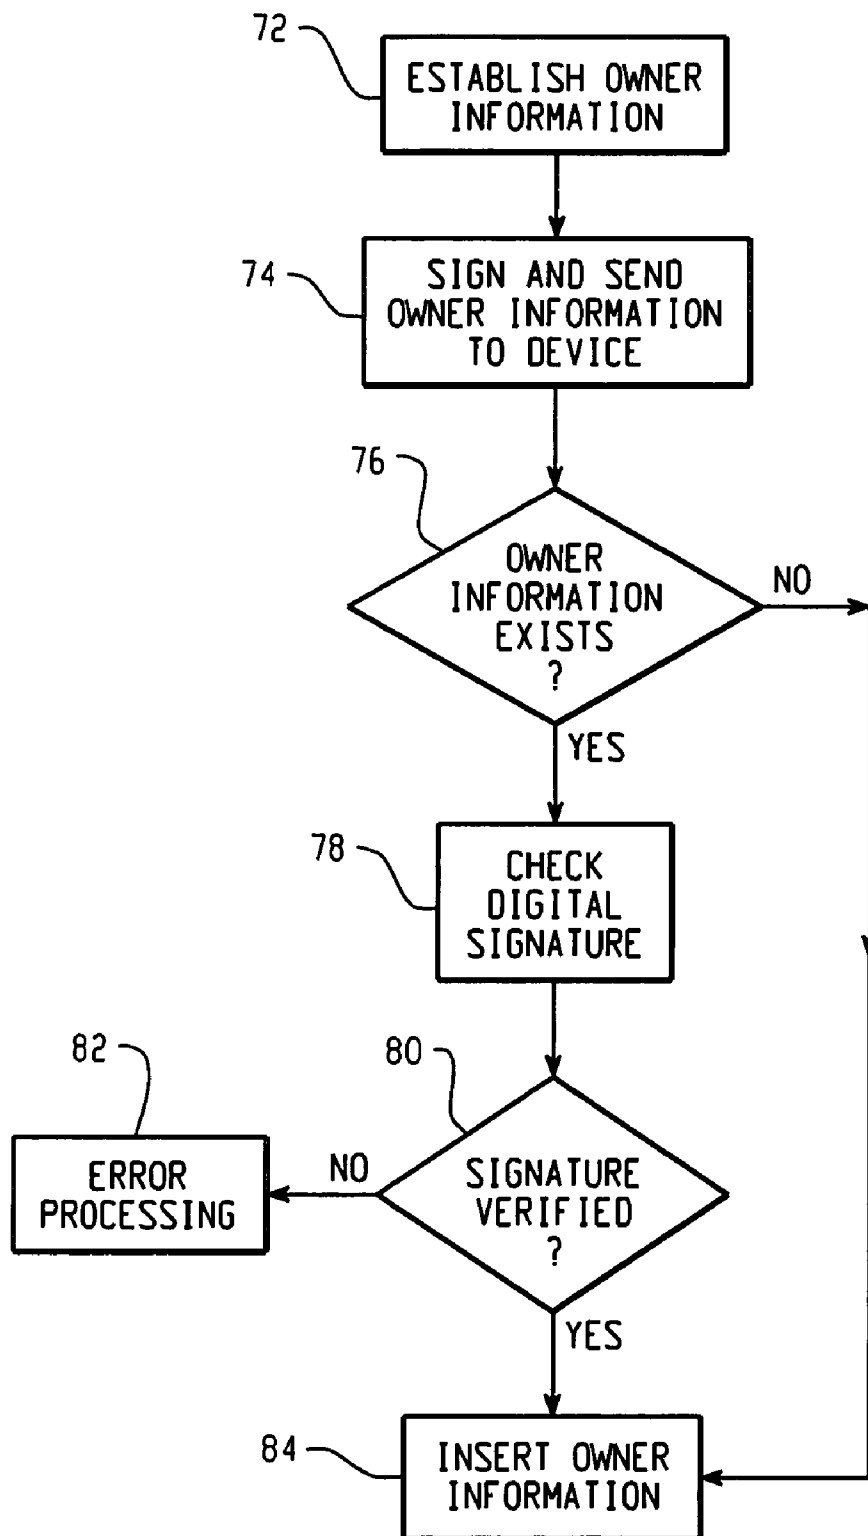 72
ESTABLISH OWNER
INFORMATION
74
SIGN AND SEND
OWNER INFORMATION
TO DEVICE
76
OWNER
INFORMATION
EXISTS
?
NO
YES
78
CHECK
DIGITAL
SIGNATURE
80
SIGNATURE
VERIFIED
?
NO
82
ERROR
PROCESSING
YES
84
INSERT OWNER
INFORMATION